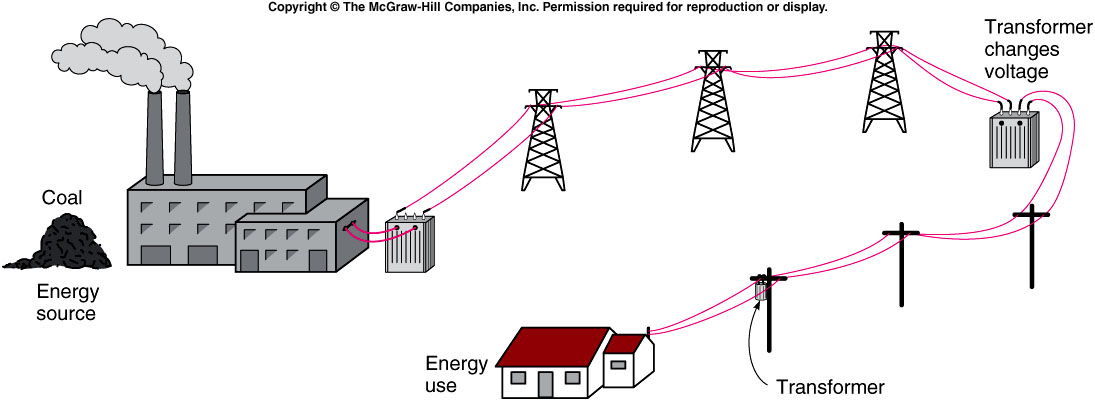 Copyright © The McGraw-Hill Companies, Inc. Permission required for reproduction or display.
Transformer
changes
voltage
Coal
Energy
source
Energy
use
Transformer